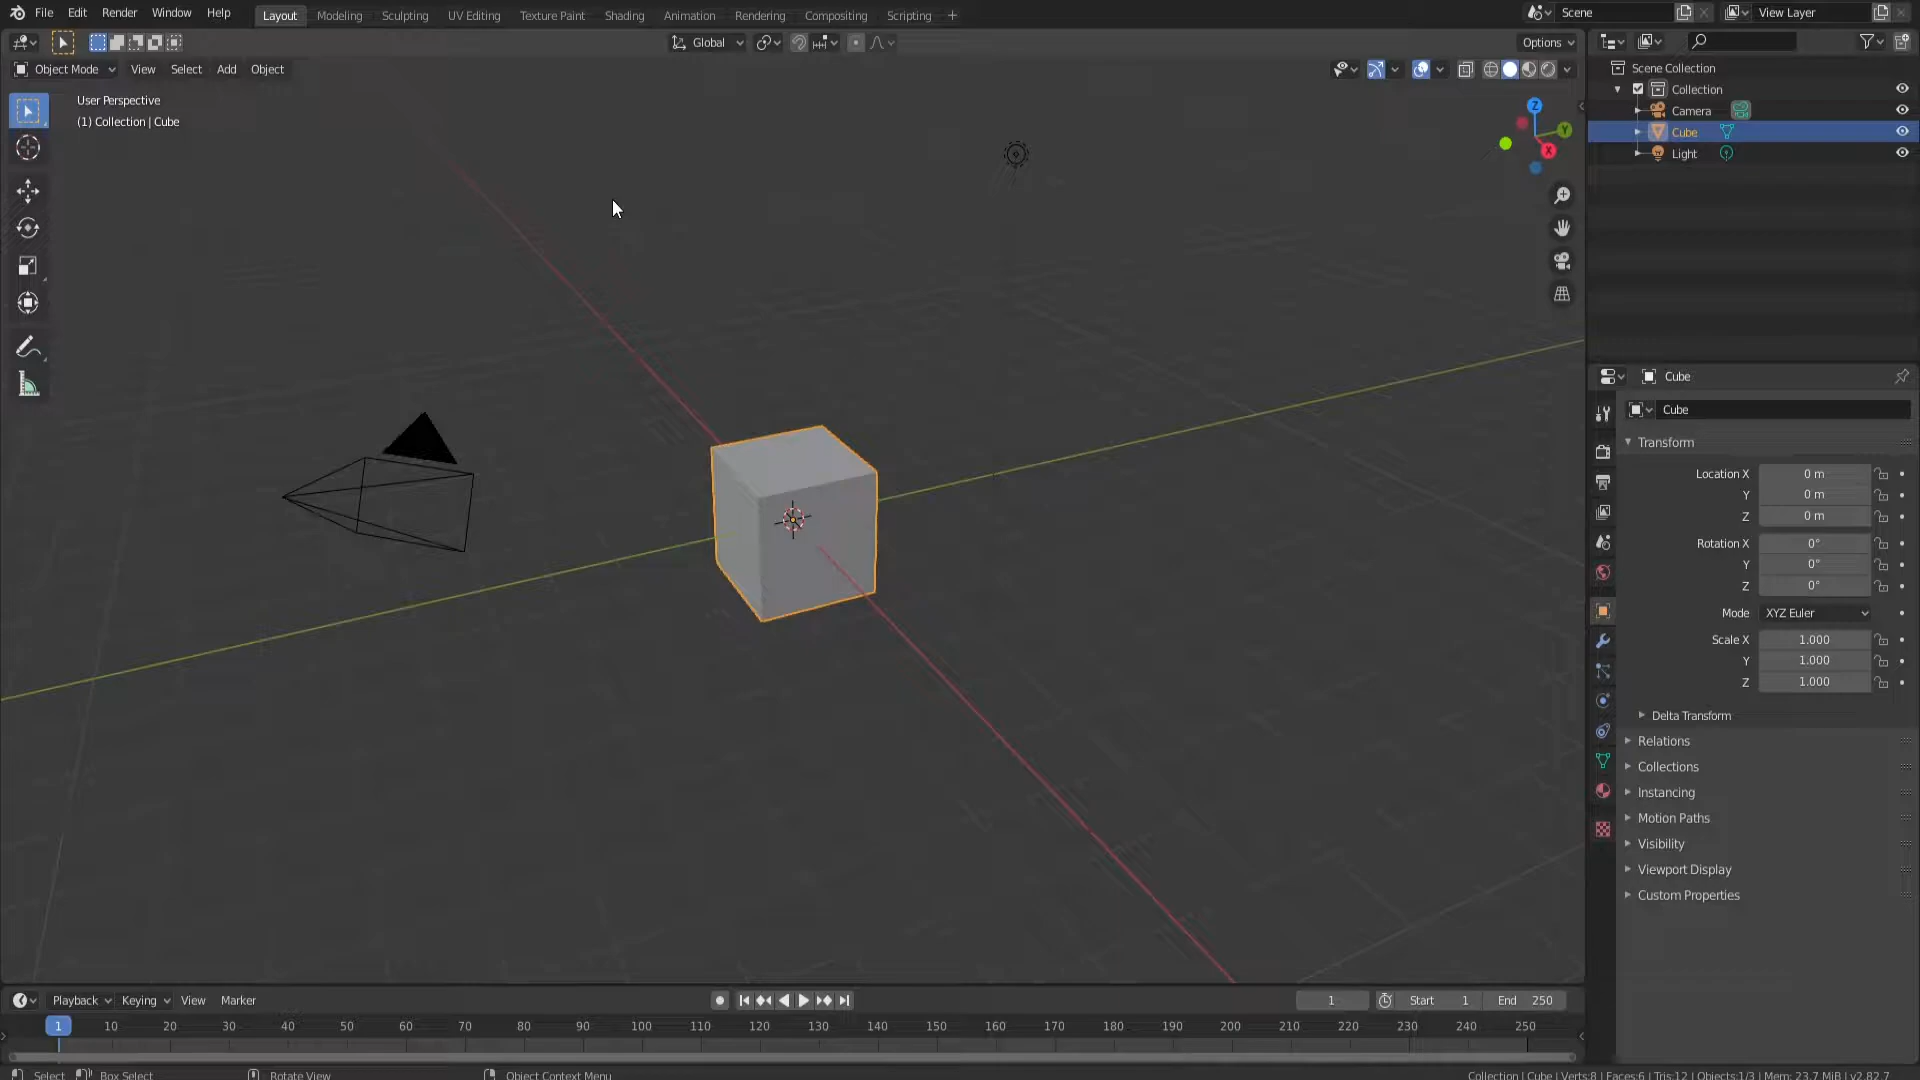 File Edit Render Window Help Layout Modeling Sculpting UV Editing Texture Paint Shading Animation Rendering Compositing Scripting + Scene View Layer
Global Options
Object Mode View Select Add Object
User Perspective
(1) Collection | Cube
Z
Y
X
Scene Collection
Collection
Camera
Cube
Light
Cube
Cube
Transform
Location X 0 m
Y 0 m
Z 0 m
Rotation X 0°
Y 0°
Z 0°
Mode XYZ Euler
Scale X 1.000
Y 1.000
Z 1.000
Delta Transform
Relations
Collections
Instancing
Motion Paths
Visibility
Viewport Display
Custom Properties
Playback Keying View Marker 1 Start 1 End 250
1 10 20 30 40 50 60 70 80 90 100 110 120 130 140 150 160 170 180 190 200 210 220 230 240 250
Select Box Select Rotate View Object Context Menu Collection | Cube | Verts:8 | Faces:6 | Tris:12 | Objects:1/3 | Mem: 23.7 MiB | v2.82.7